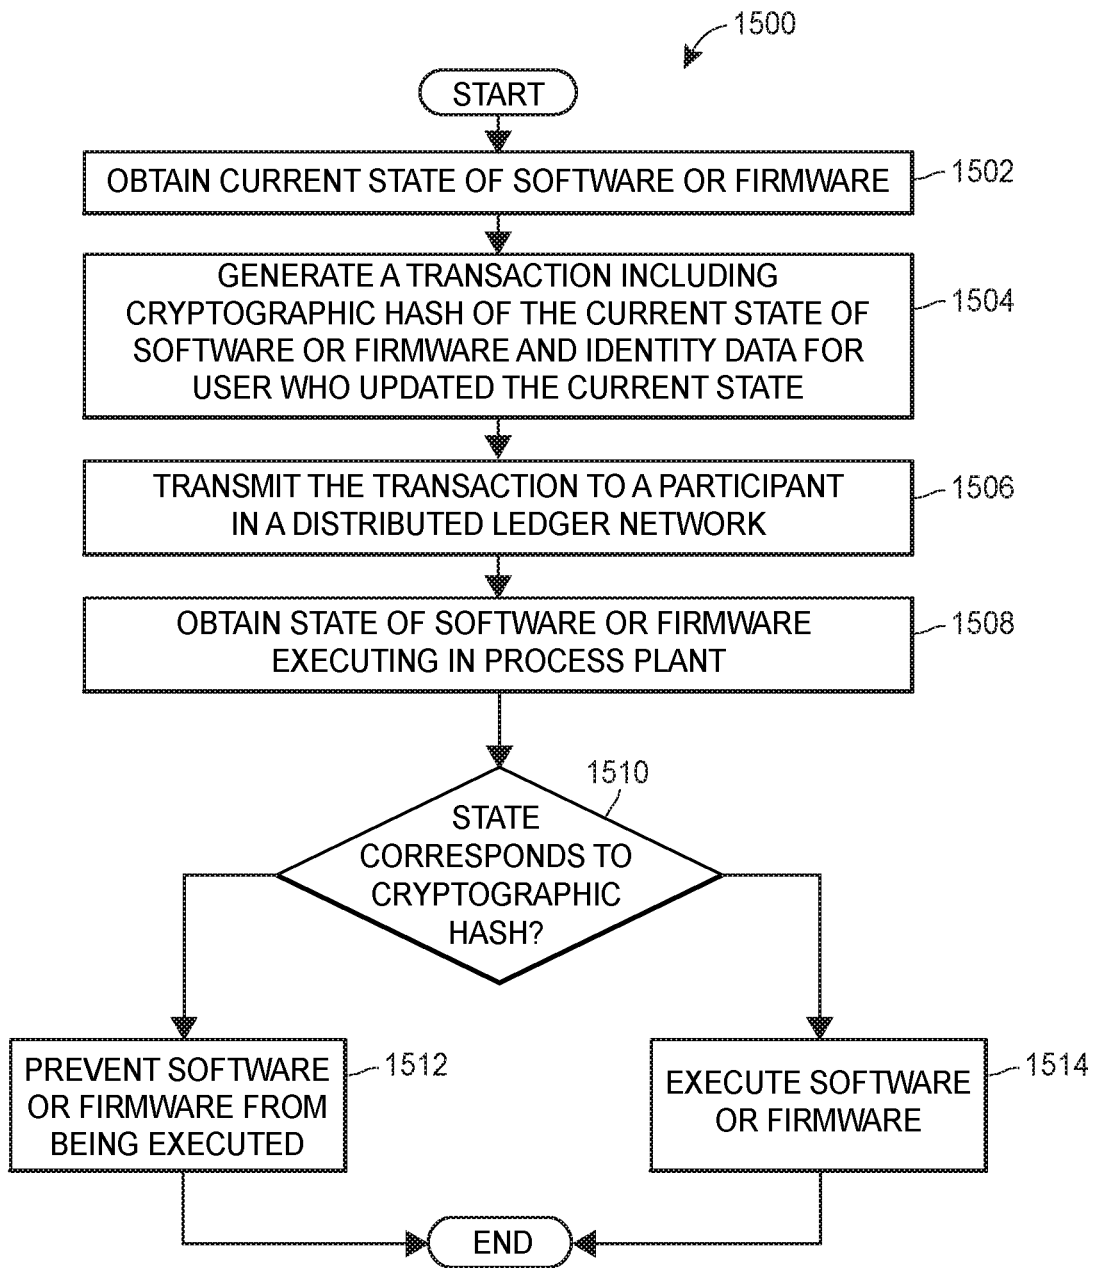 1500
START
OBTAIN CURRENT STATE OF SOFTWARE OR FIRMWARE
1502
GENERATE A TRANSACTION INCLUDING
CRYPTOGRAPHIC HASH OF THE CURRENT STATE OF
SOFTWARE OR FIRMWARE AND IDENTITY DATA FOR
USER WHO UPDATED THE CURRENT STATE
1504
TRANSMIT THE TRANSACTION TO A PARTICIPANT
IN A DISTRIBUTED LEDGER NETWORK
1506
OBTAIN STATE OF SOFTWARE OR FIRMWARE
EXECUTING IN PROCESS PLANT
1508
1510
STATE
CORRESPONDS TO
CRYPTOGRAPHIC
HASH?
PREVENT SOFTWARE
OR FIRMWARE FROM
BEING EXECUTED
1512
EXECUTE SOFTWARE
OR FIRMWARE
1514
END